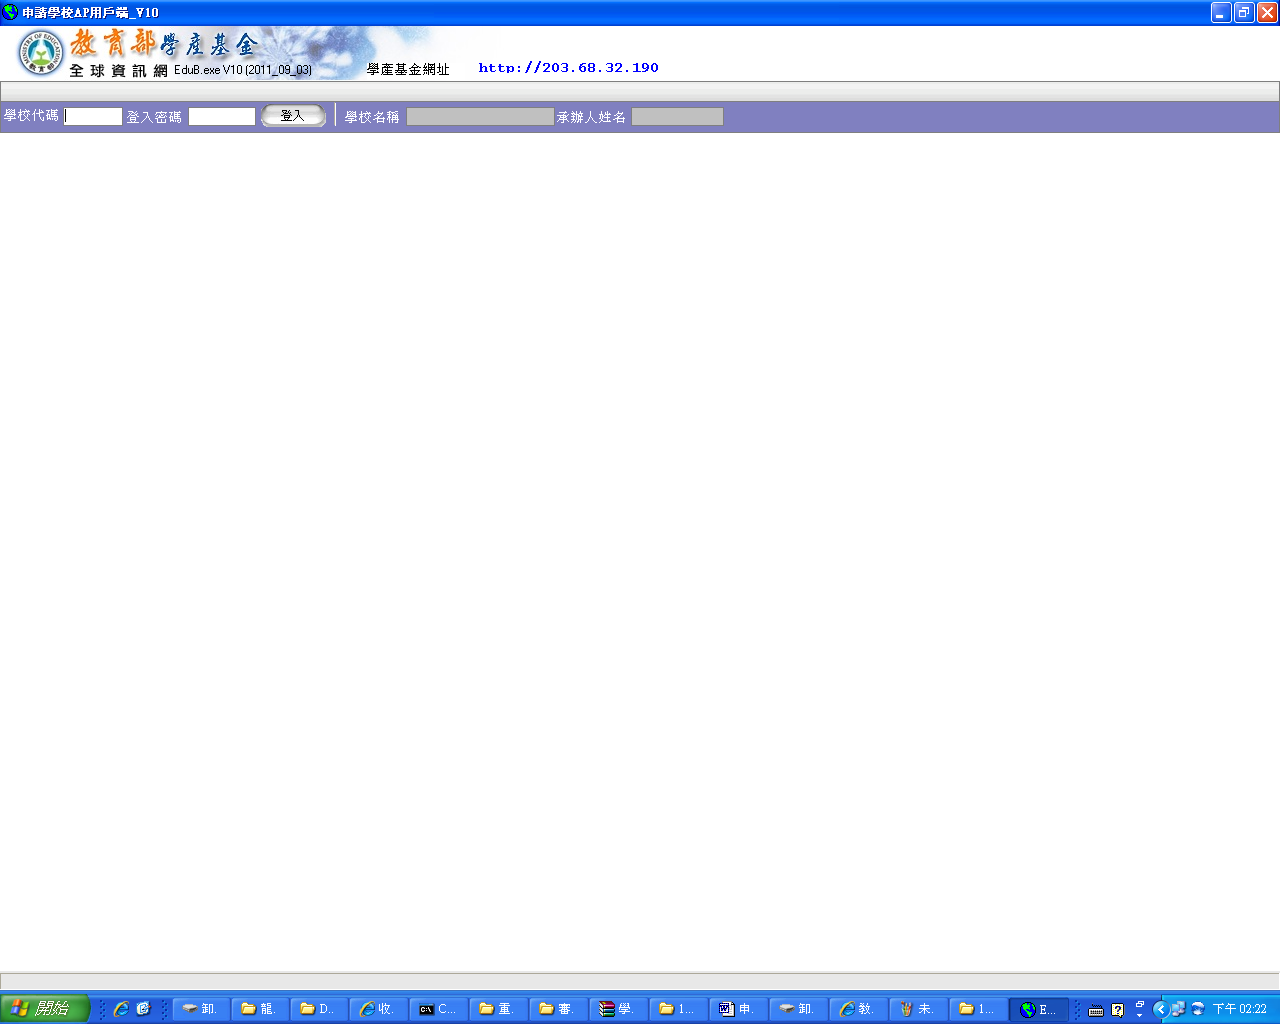 申請學校AP用戶端_V10
MINISTRY OF EDUCATION
教育部學產基金
全球資訊網 EduB.exe V10 (2011_09_03)
學產基金網址 http://203.68.32.190
學校代碼 登入密碼 登入 學校名稱 承辦人姓名
開始 卸. 龍. D.. 收. C... 重. 審. 學. 1... 申. 卸. 教. 未. 1... E... 下午 02:22